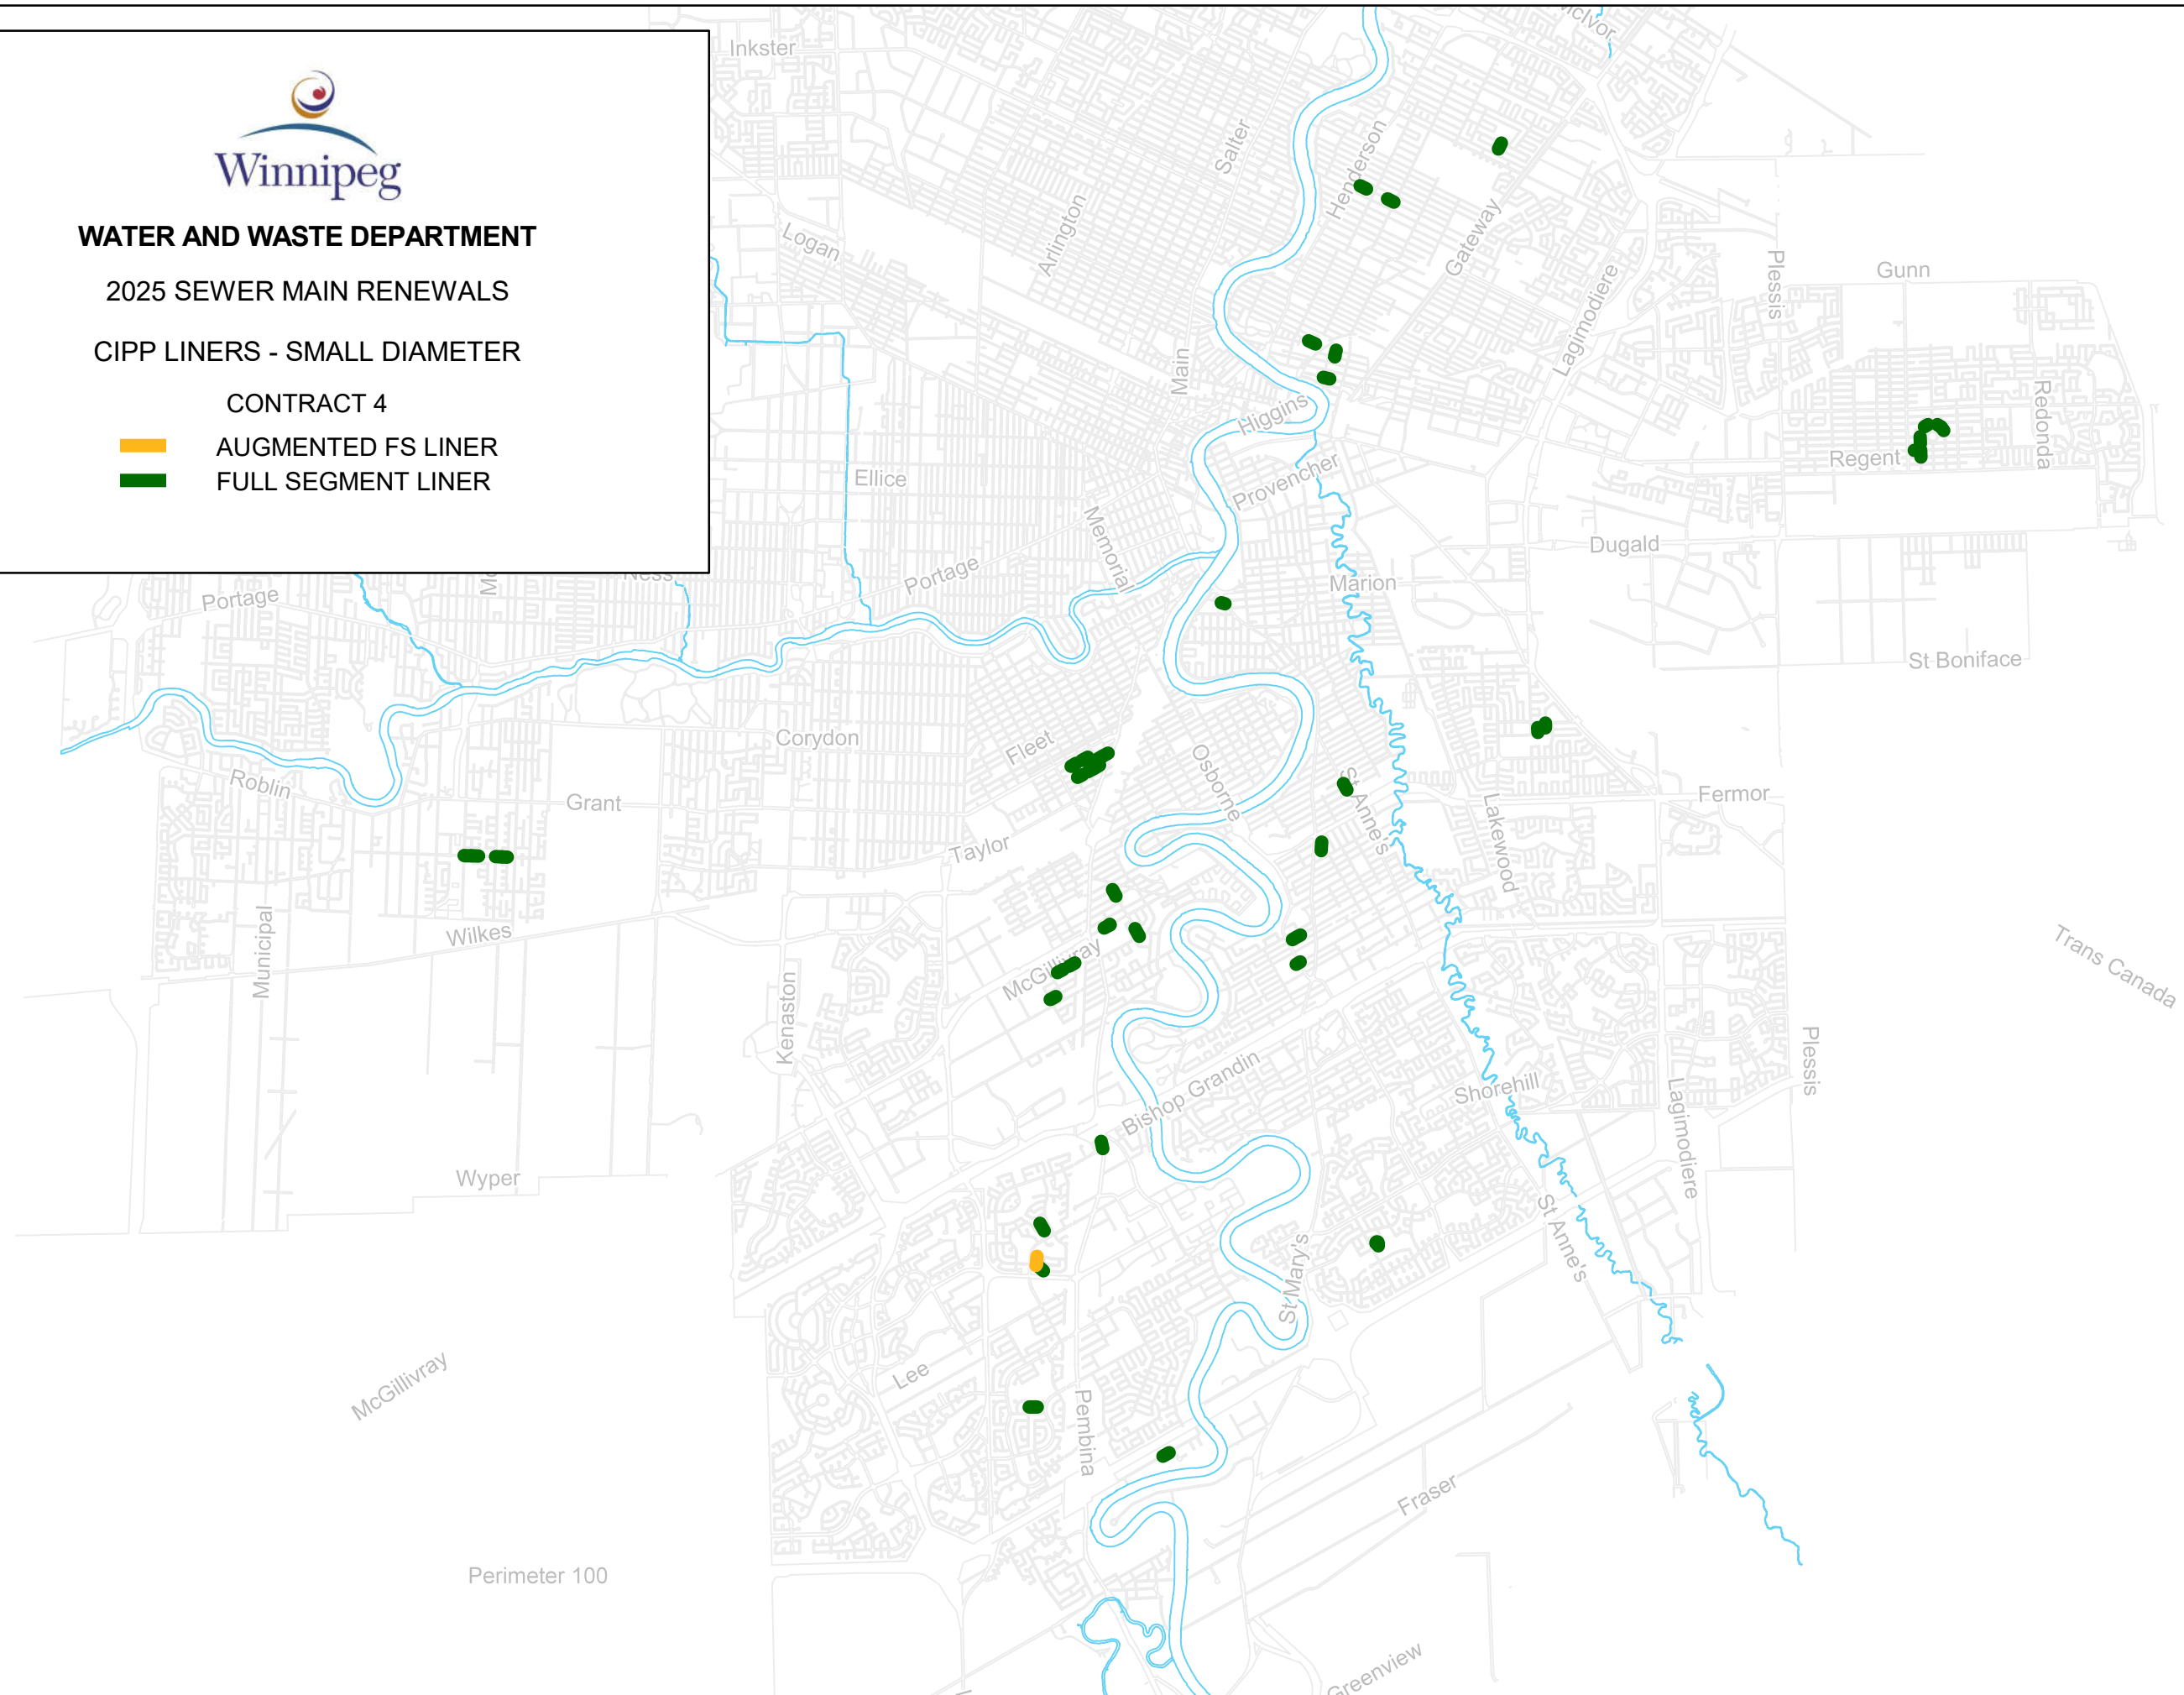 Winnipeg
WATER AND WASTE DEPARTMENT
2025 SEWER MAIN RENEWALS
CIPP LINERS - SMALL DIAMETER
CONTRACT 4
AUGMENTED FS LINER
FULL SEGMENT LINER
Inkster
Salter
Henderson
Arlington
Logan
Gateway
Lagimodiere
Plessis
Gunn
Main
Higgins
Redonda
Regent
Ellice
Provencher
Memorial
Dugald
Portage
Portage
Marion
St Boniface
Corydon
Fleet
Osborne
Roblin
Grant
St Anne's
Lakewood
Fermor
Taylor
Municipal
Wilkes
McGillivray
Kenaston
Trans Canada
Plessis
Bishop Grandin
Shorehill
Lagimodiere
Wyper
St Anne's
St Mary's
McGillivray
Lee
Pembina
Fraser
Perimeter 100
Greenview